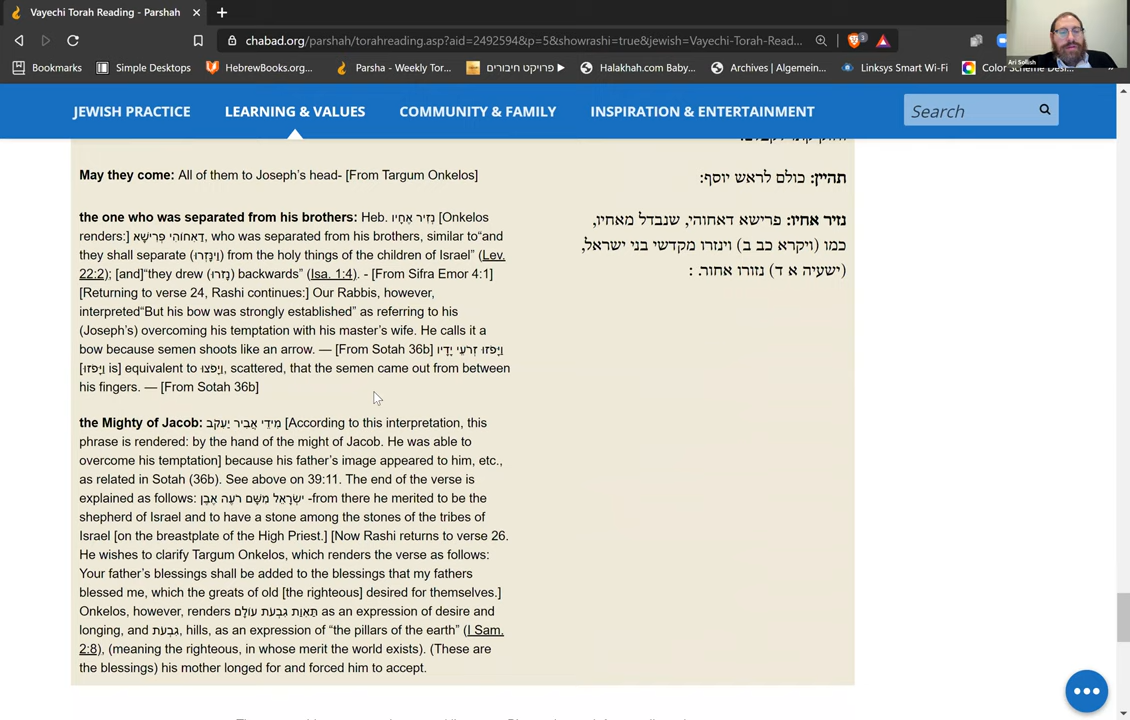 Vayechi Torah Reading - Parshah
chabad.org/parshah/torahreading.asp?aid=2492594&p=5&showrashi=true&jewish=Vayechi-Torah-Read...
3
Bookmarks Simple Desktops HebrewBooks.org... Parsha - Weekly Tor... פרויקט חיבורים Halakhah.com Baby... Archives | Algemein... Linksys Smart Wi-Fi
Ari Solish
JEWISH PRACTICE LEARNING & VALUES COMMUNITY & FAMILY INSPIRATION & ENTERTAINMENT Search
May they come: All of them to Joseph's head- [From Targum Onkelos]
the one who was separated from his brothers: Heb. נְזִיר אֶחָיו [Onkelos
renders:] דַּאֲחוֹהִי פְּרִישָׁא, who was separated from his brothers, similar to“and
they shall separate (וְיִנָּזְרוּ) from the holy things of the children of Israel” (Lev.
22:2); [and]“they drew (נָזֹרוּ) backwards” (Isa. 1:4). - [From Sifra Emor 4:1]
[Returning to verse 24, Rashi continues:] Our Rabbis, however,
interpreted“But his bow was strongly established” as referring to his
(Joseph’s) overcoming his temptation with his master’s wife. He calls it a
bow because semen shoots like an arrow. — [From Sotah 36b] וַיָּפֹזּוּ זְרֹעֵי יָדָיו
[וַיָּפֹזּוּ is] equivalent to וַיָּפֹצוּ, scattered, that the semen came out from between
his fingers. — [From Sotah 36b]
the Mighty of Jacob: מִידֵי אֲבִיר יַעֲקֹב [According to this interpretation, this
phrase is rendered: by the hand of the might of Jacob. He was able to
overcome his temptation] because his father’s image appeared to him, etc.,
as related in Sotah (36b). See above on 39:11. The end of the verse is
explained as follows: יִשְׂרָאֵל מִשָּׁם רֹעֶה אֶבֶן -from there he merited to be the
shepherd of Israel and to have a stone among the stones of the tribes of
Israel [on the breastplate of the High Priest.] [Now Rashi returns to verse 26.
He wishes to clarify Targum Onkelos, which renders the verse as follows:
Your father’s blessings shall be added to the blessings that my fathers
blessed me, which the greats of old [the righteous] desired for themselves.]
Onkelos, however, renders תַּאֲוַת גִּבְעֹת עוֹלָם as an expression of desire and
longing, and גִּבְעֹת, hills, as an expression of “the pillars of the earth” (I Sam.
2:8), (meaning the righteous, in whose merit the world exists). (These are
the blessings) his mother longed for and forced him to accept.
תהיין: כולם לראש יוסף:
נזיר אחיו: פרישא דאחוהי, שנבדל מאחיו,
כמו (ויקרא כב ב) וינזרו מקדשי בני ישראל,
(ישעיה א ד) נזורו אחור. :